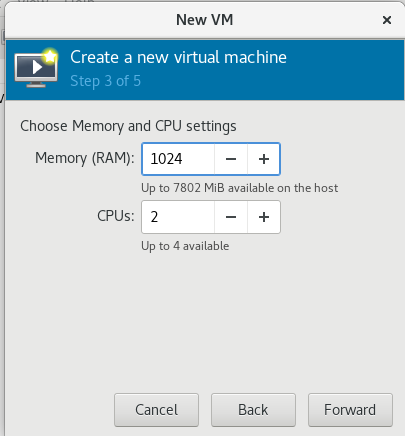 New VM
Create a new virtual machine
Step 3 of 5
Choose Memory and CPU settings
Memory (RAM): 1024 − +
Up to 7802 MiB available on the host
CPUs: 2 − +
Up to 4 available
Cancel Back Forward